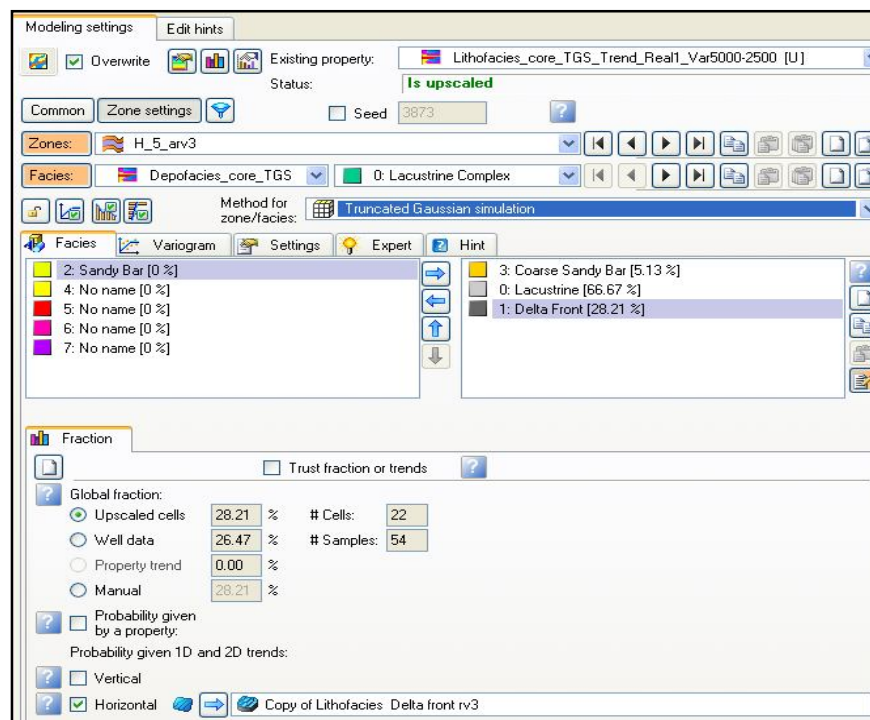 Modeling settings Edit hints
Overwrite Existing property: Lithofacies_core_TGS_Trend_Real1_Var5000-2500 [U]
Status: Is upscaled
Common Zone settings Seed 3873 ?
Zones: H_5_arv3
Facies: Depofacies_core_TGS 0: Lacustrine Complex
Method for zone/facies: Truncated Gaussian simulation
Facies Variogram Settings Expert Hint
2: Sandy Bar [0 %]
4: No name [0 %]
5: No name [0 %]
6: No name [0 %]
7: No name [0 %]
3: Coarse Sandy Bar [5.13 %]
0: Lacustrine [66.67 %]
1: Delta Front [28.21 %]
Fraction
Trust fraction or trends ?
Global fraction:
Upscaled cells 28.21 % # Cells: 22
Well data 26.47 % # Samples: 54
Property trend 0.00 %
Manual 28.21 %
Probability given
by a property:
Probability given 1D and 2D trends:
Vertical
Horizontal Copy of Lithofacies Delta front rv3